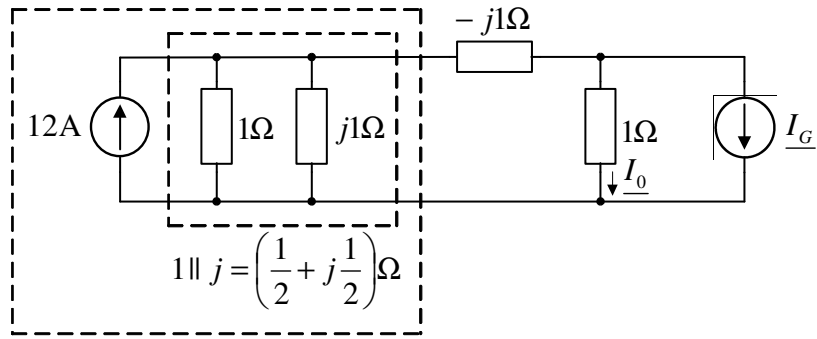 − j1Ω
12A
1Ω
j1Ω
1Ω
I_G
I_0
1 || j = (1/2 + j 1/2)Ω